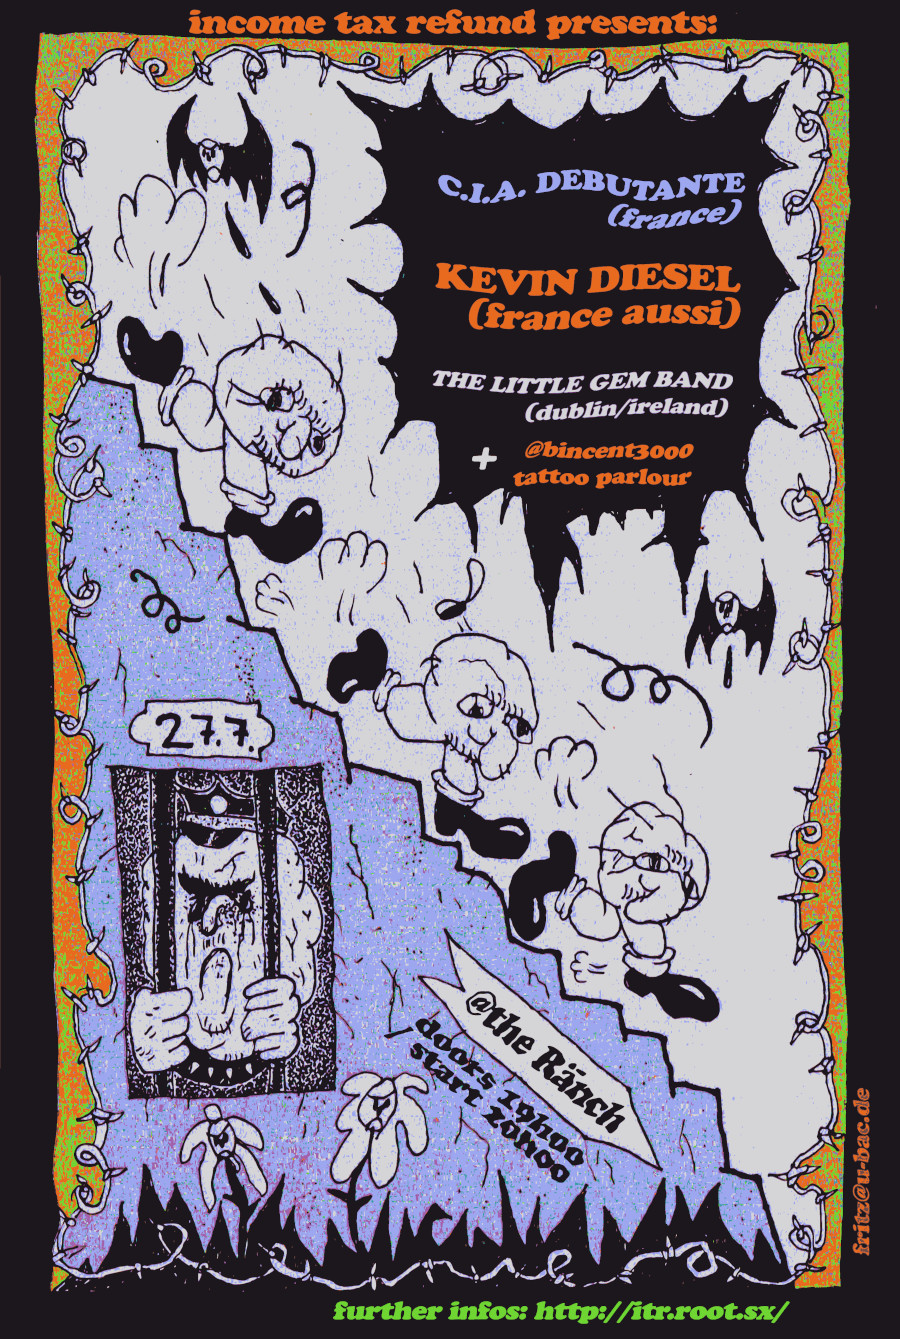 income tax refund presents:
C.I.A. DEBUTANTE
(france)
KEVIN DIESEL
(france aussi)
THE LITTLE GEM BAND
(dublin/ireland)
+ @bincent3000
tattoo parlour
27.7.
@the Ränch
doors 19h00
start 20h00
fritz@u-bac.de
further infos: http://itr.root.sx/